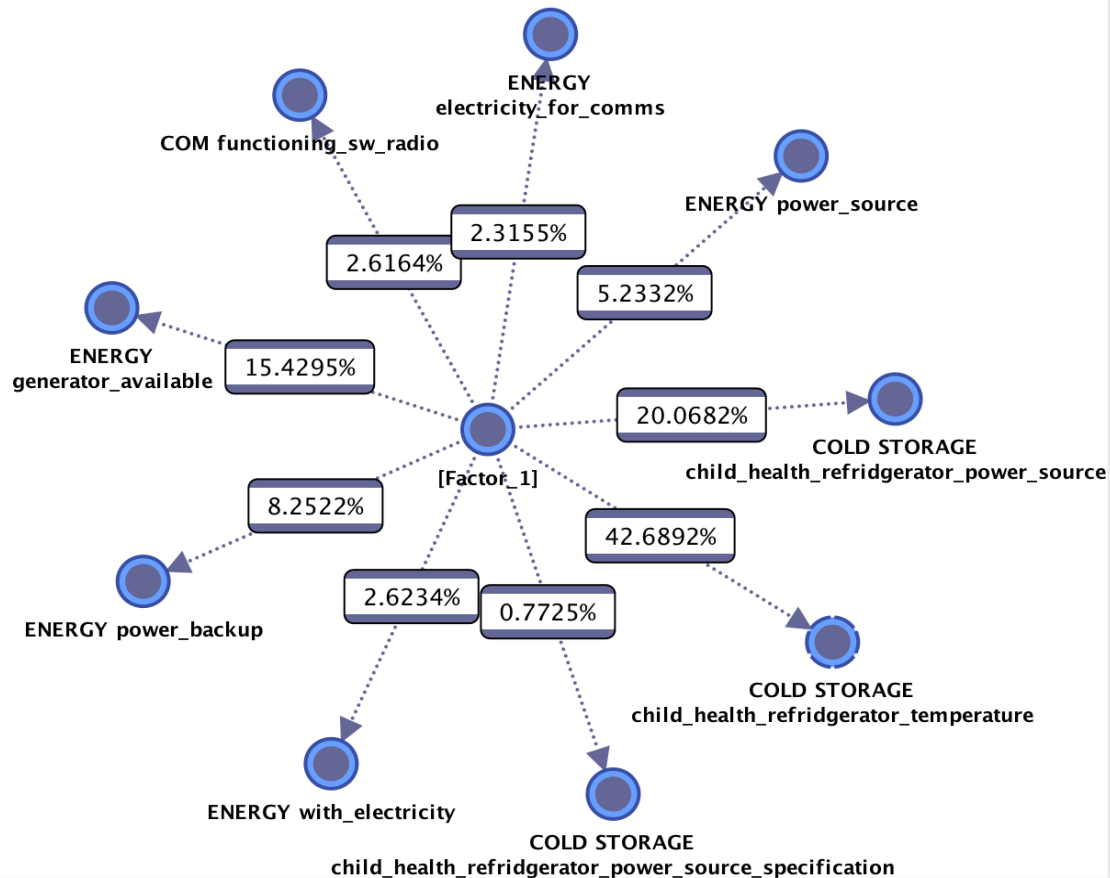 ENERGY
electricity_for_comms
COM functioning_sw_radio
ENERGY power_source
2.3155%
2.6164%
5.2332%
ENERGY
generator_available
15.4295%
20.0682%
COLD STORAGE
child_health_refridgerator_power_source
[Factor_1]
8.2522%
42.6892%
2.6234%
0.7725%
ENERGY power_backup
COLD STORAGE
child_health_refridgerator_temperature
ENERGY with_electricity
COLD STORAGE
child_health_refridgerator_power_source_specification